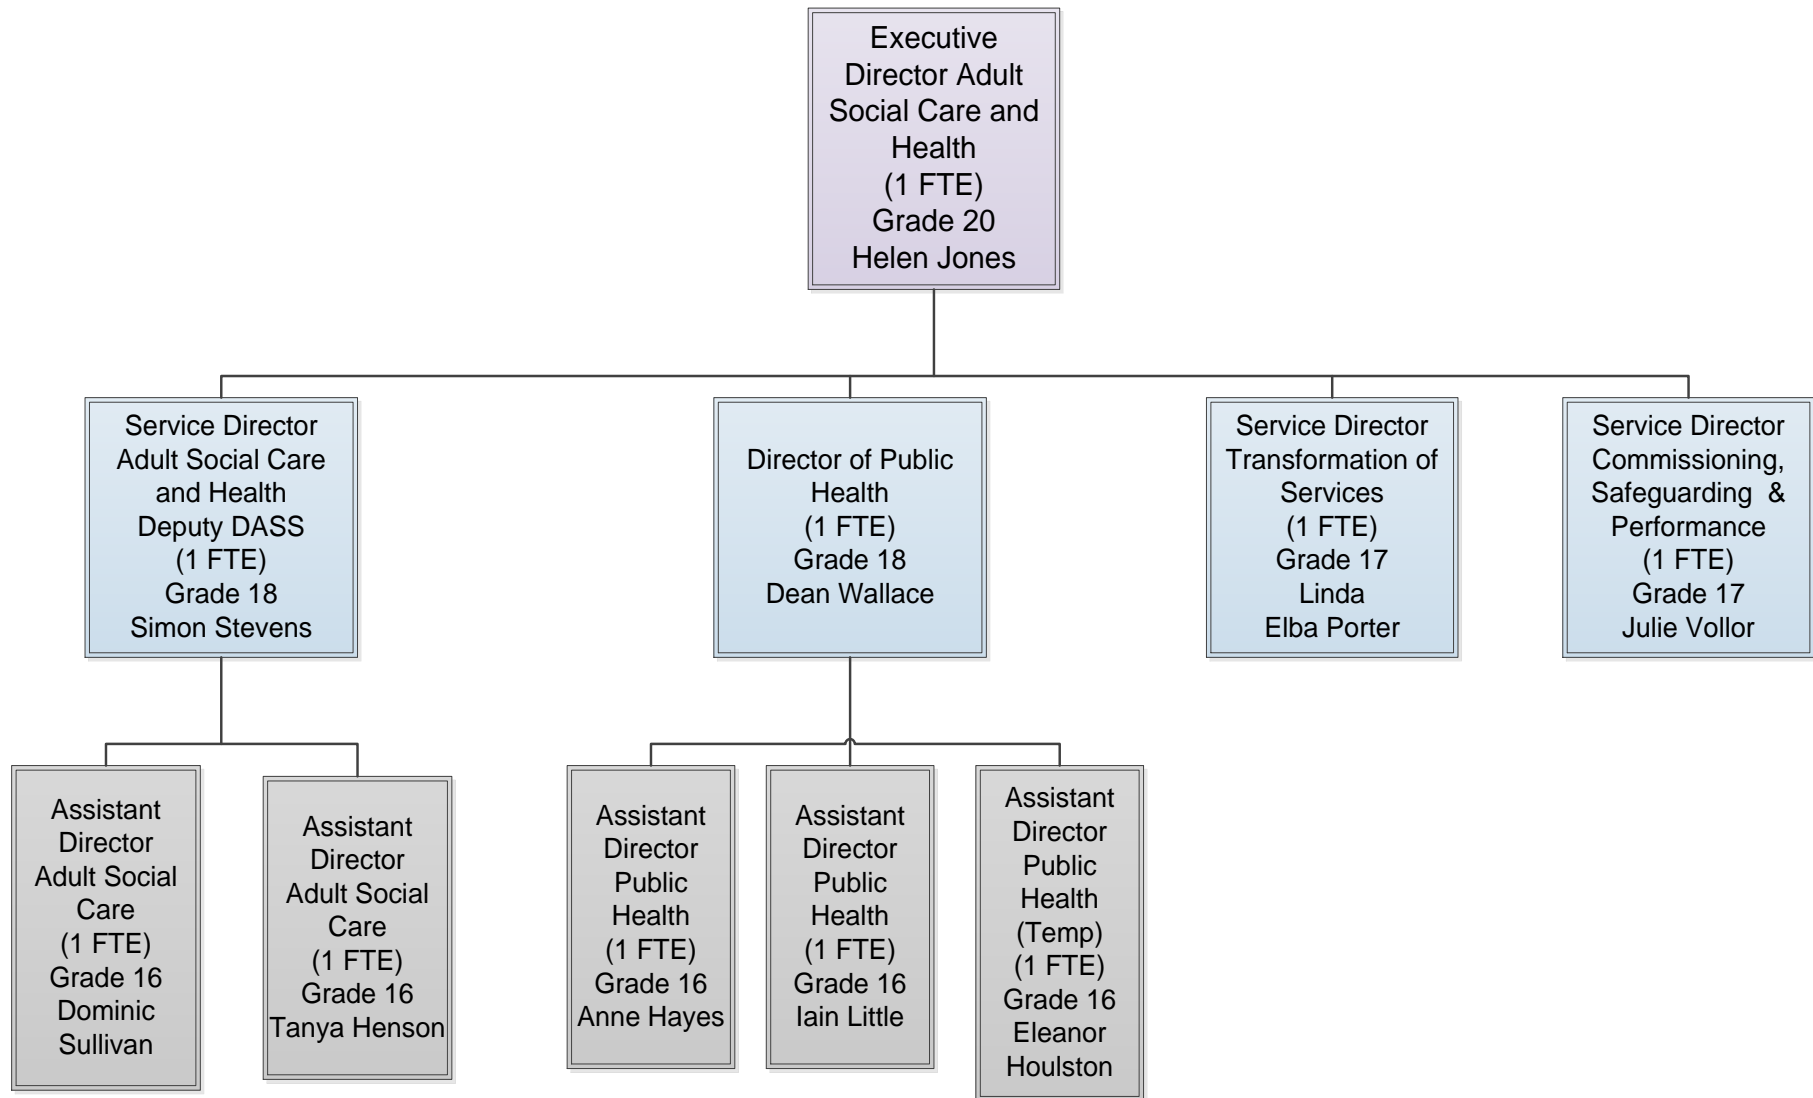 Executive
Director Adult
Social Care and
Health
(1 FTE)
Grade 20
Helen Jones
Service Director
Adult Social Care
and Health
Deputy DASS
(1 FTE)
Grade 18
Simon Stevens
Director of Public
Health
(1 FTE)
Grade 18
Dean Wallace
Service Director
Transformation of
Services
(1 FTE)
Grade 17
Linda
Elba Porter
Service Director
Commissioning,
Safeguarding &
Performance
(1 FTE)
Grade 17
Julie Vollor
Assistant
Director
Adult Social
Care
(1 FTE)
Grade 16
Dominic
Sullivan
Assistant
Director
Adult Social
Care
(1 FTE)
Grade 16
Tanya Henson
Assistant
Director
Public
Health
(1 FTE)
Grade 16
Anne Hayes
Assistant
Director
Public
Health
(1 FTE)
Grade 16
Iain Little
Assistant
Director
Public
Health
(Temp)
(1 FTE)
Grade 16
Eleanor
Houlston